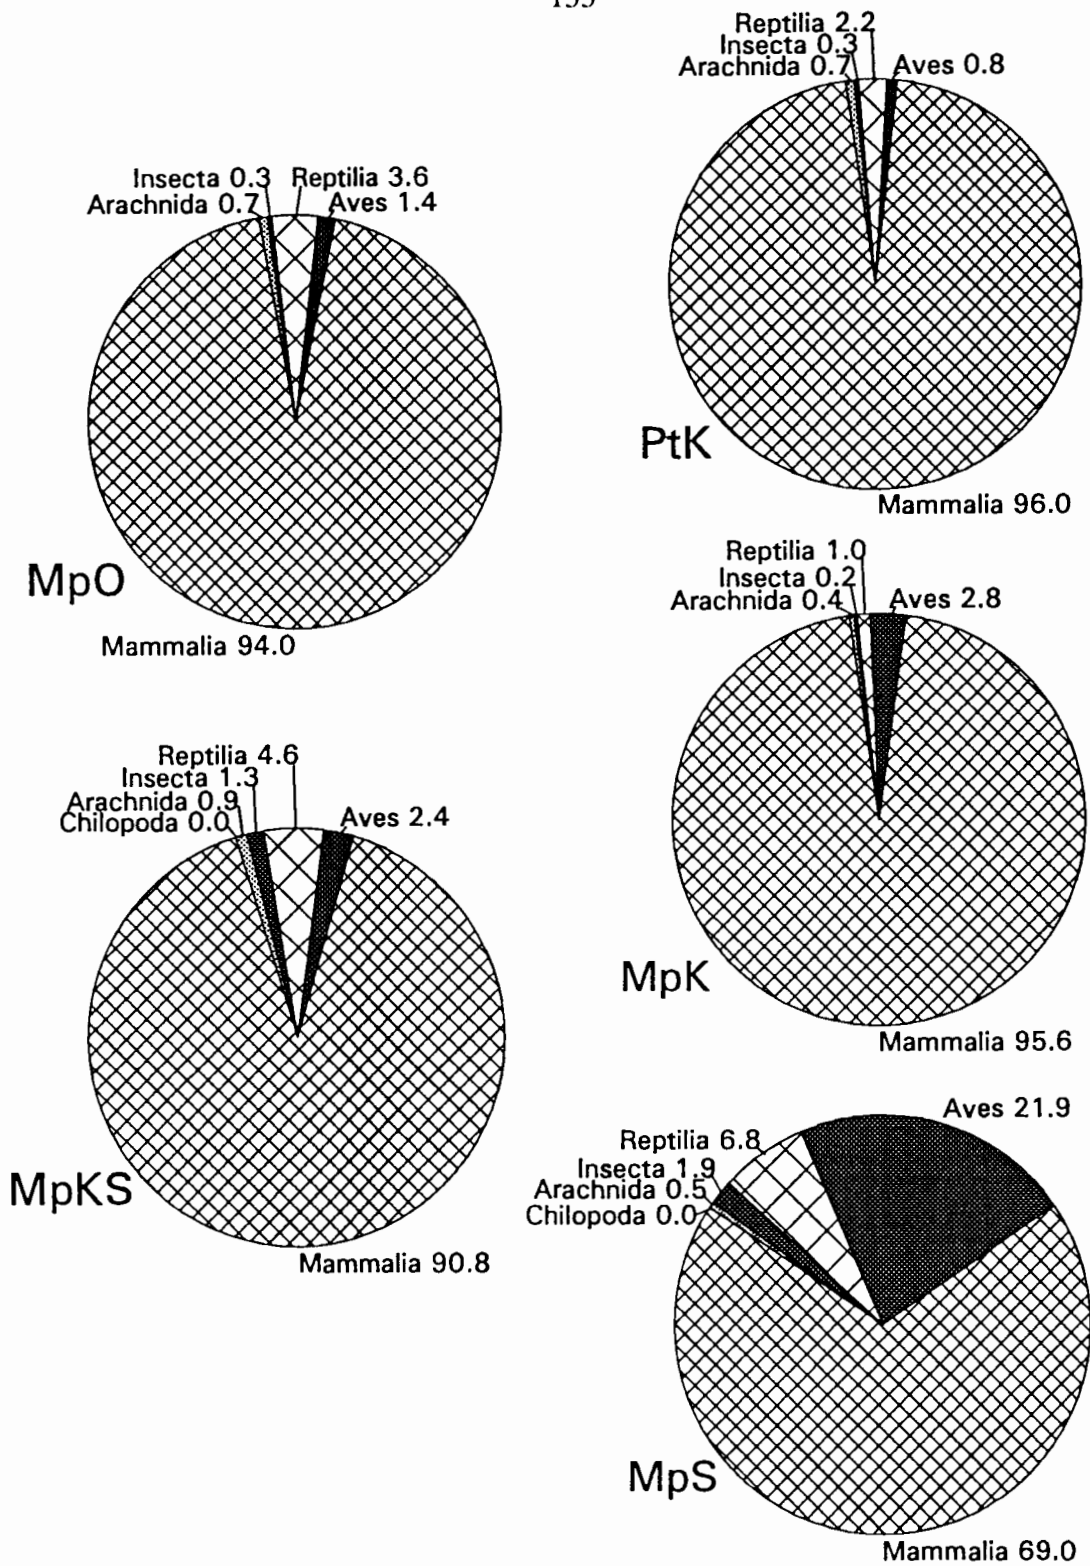 Reptilia 2.2
Insecta 0.3
Arachnida 0.7
Aves 0.8
PtK
Mammalia 96.0
Insecta 0.3
Reptilia 3.6
Arachnida 0.7
Aves 1.4
MpO
Mammalia 94.0
Reptilia 1.0
Insecta 0.2
Arachnida 0.4
Aves 2.8
MpK
Mammalia 95.6
Reptilia 4.6
Insecta 1.3
Arachnida 0.9
Chilopoda 0.0
Aves 2.4
MpKS
Mammalia 90.8
Aves 21.9
Reptilia 6.8
Insecta 1.9
Arachnida 0.5
Chilopoda 0.0
MpS
Mammalia 69.0